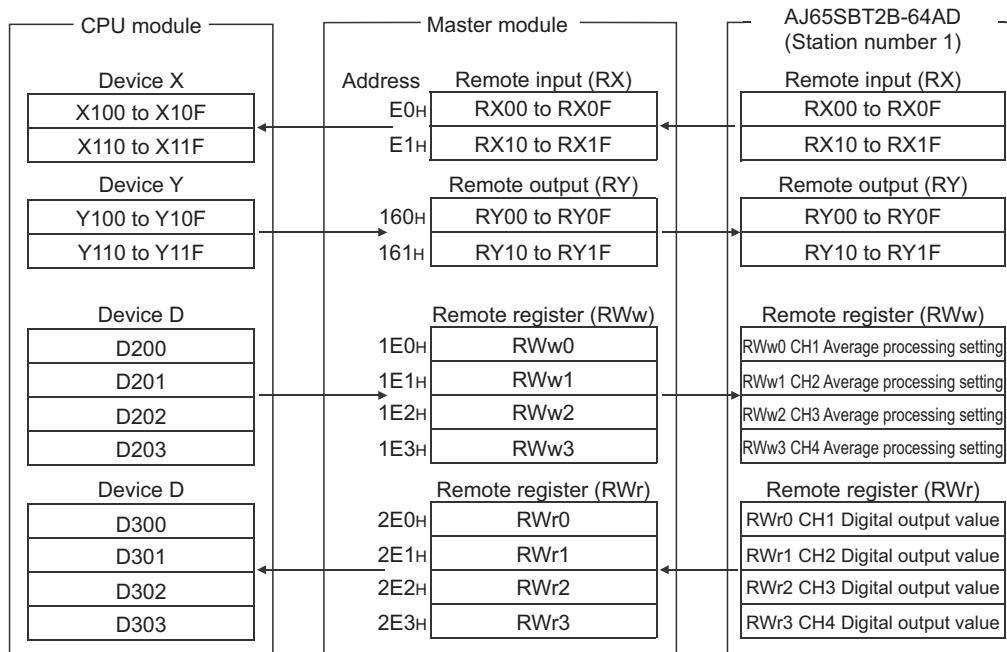 CPU module
Master module
AJ65SBT2B-64AD
(Station number 1)
Device X
Address
Remote input (RX)
Remote input (RX)
X100 to X10F
E0H
RX00 to RX0F
RX00 to RX0F
X110 to X11F
E1H
RX10 to RX1F
RX10 to RX1F
Device Y
Remote output (RY)
Remote output (RY)
Y100 to Y10F
160H
RY00 to RY0F
RY00 to RY0F
Y110 to Y11F
161H
RY10 to RY1F
RY10 to RY1F
Device D
Remote register (RWw)
Remote register (RWw)
D200
1E0H
RWw0
RWw0 CH1 Average processing setting
D201
1E1H
RWw1
RWw1 CH2 Average processing setting
D202
1E2H
RWw2
RWw2 CH3 Average processing setting
D203
1E3H
RWw3
RWw3 CH4 Average processing setting
Device D
Remote register (RWr)
Remote register (RWr)
D300
2E0H
RWr0
RWr0 CH1 Digital output value
D301
2E1H
RWr1
RWr1 CH2 Digital output value
D302
2E2H
RWr2
RWr2 CH3 Digital output value
D303
2E3H
RWr3
RWr3 CH4 Digital output value